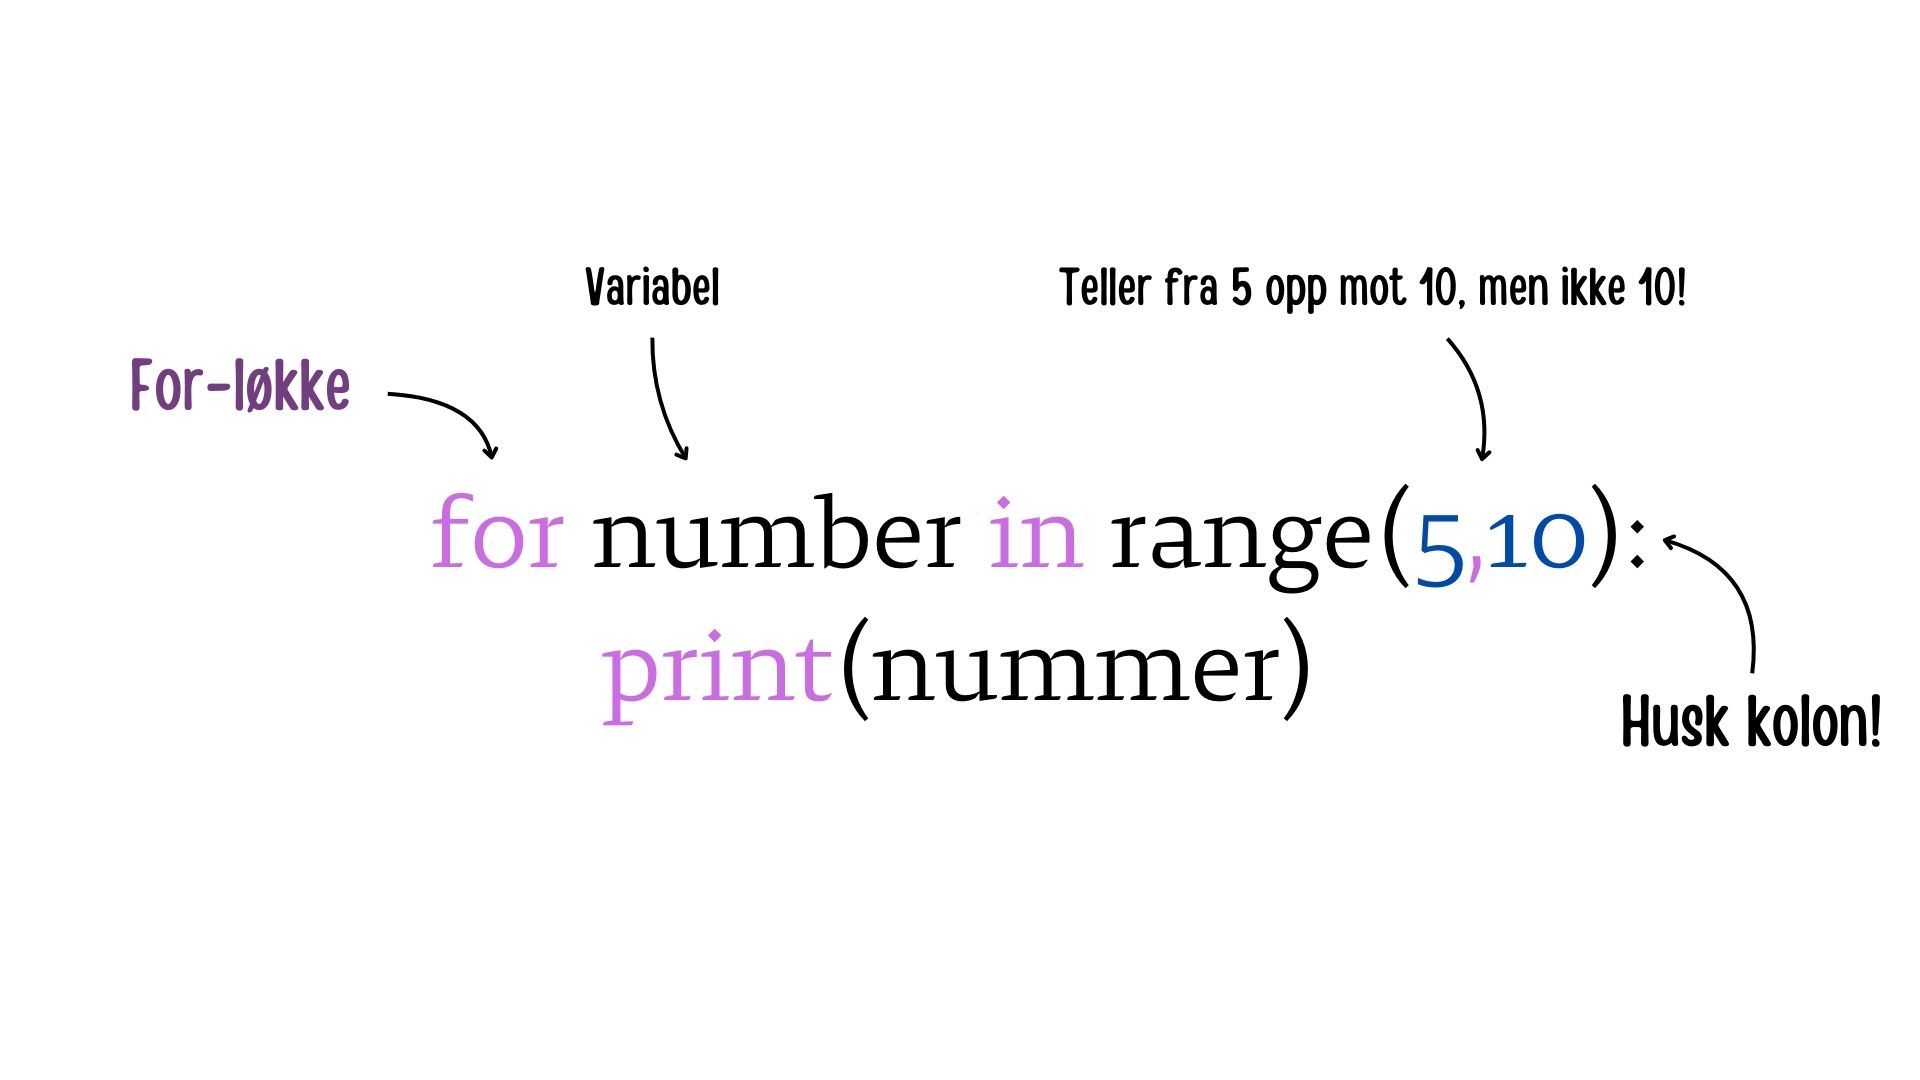 Variabel
Teller fra 5 opp mot 10, men ikke 10!
For-løkke
for number in range(5,10):
print(nummer)
Husk kolon!